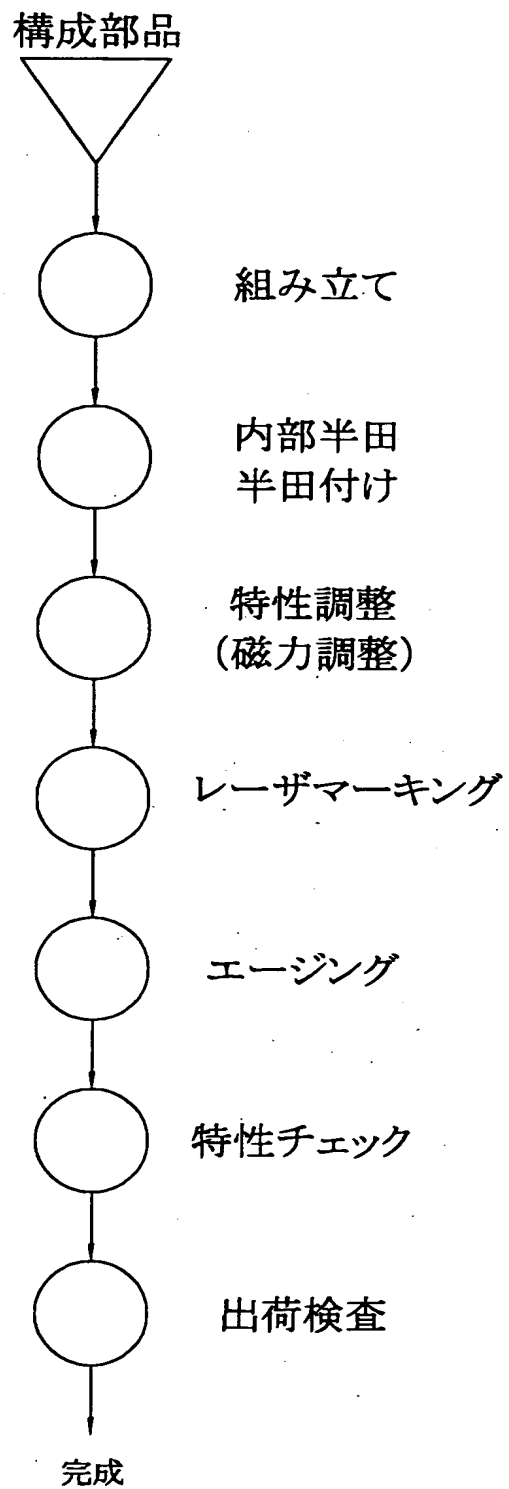 構成部品
組み立て
内部半田
半田付け
特性調整
(磁力調整)
レーザマーキング
エージング
特性チェック
出荷検査
完成